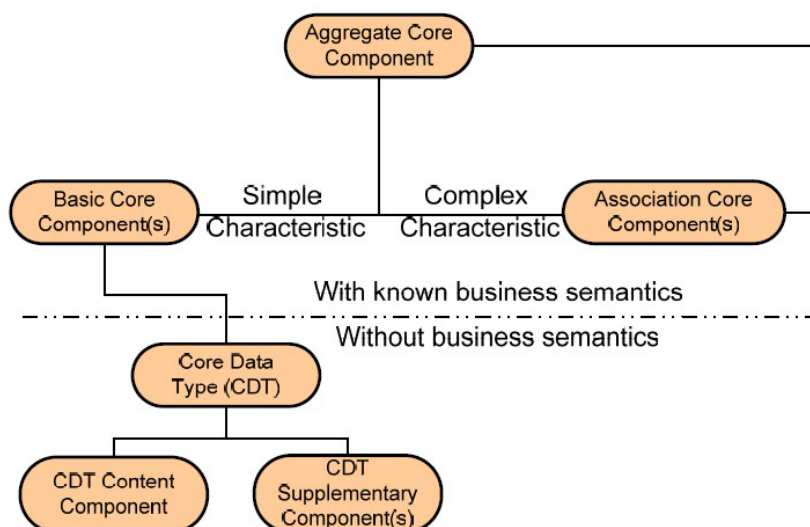 Aggregate Core
Component
Basic Core
Component(s)
Simple
Characteristic
Complex
Characteristic
Association Core
Component(s)
With known business semantics
Without business semantics
Core Data
Type (CDT)
CDT Content
Component
CDT
Supplementary
Component(s)